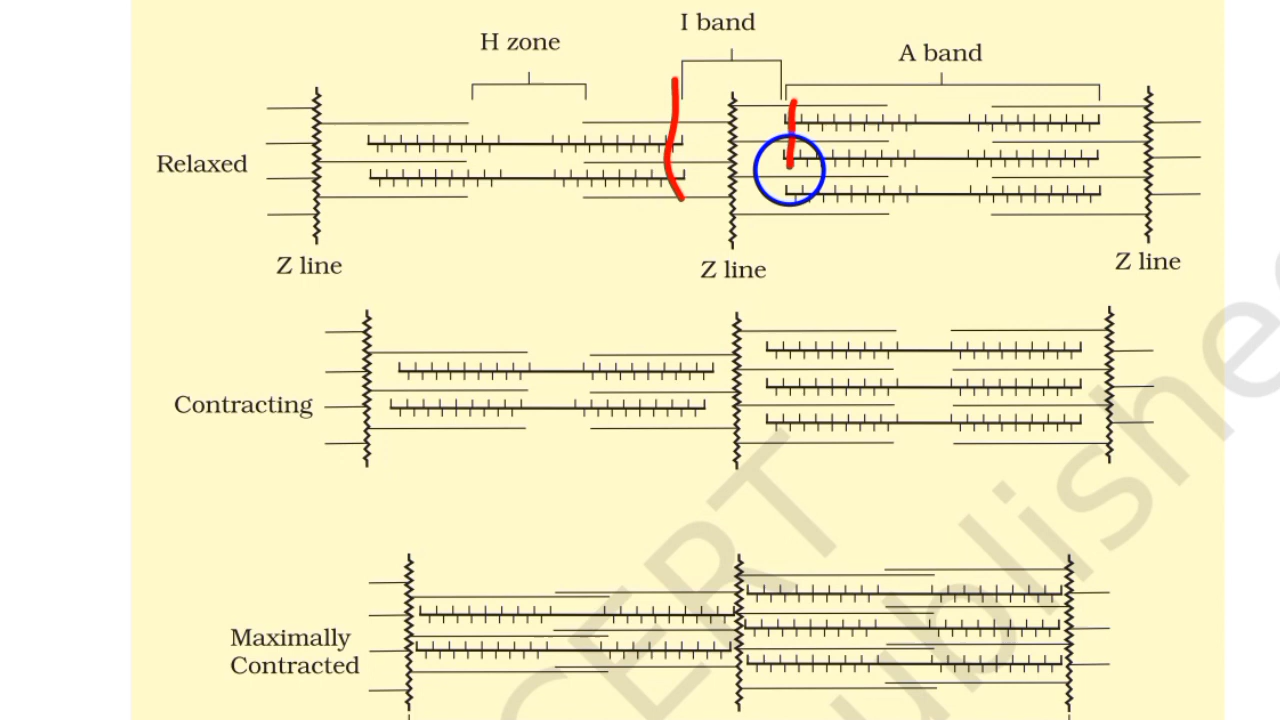 I band
H zone
A band
Relaxed
Z line
Z line
Z line
Contracting
Maximally
Contracted